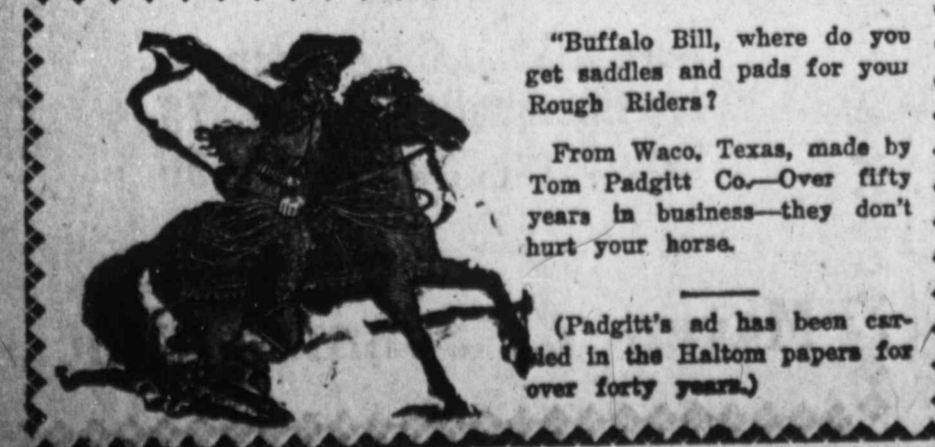 "Buffalo Bill, where do you
get saddles and pads for your
Rough Riders?
From Waco, Texas, made by
Tom Padgitt Co.—Over fifty
years in business—they don't
hurt your horse.
(Padgitt's ad has been car-
ried in the Haltom papers for
over forty years.)